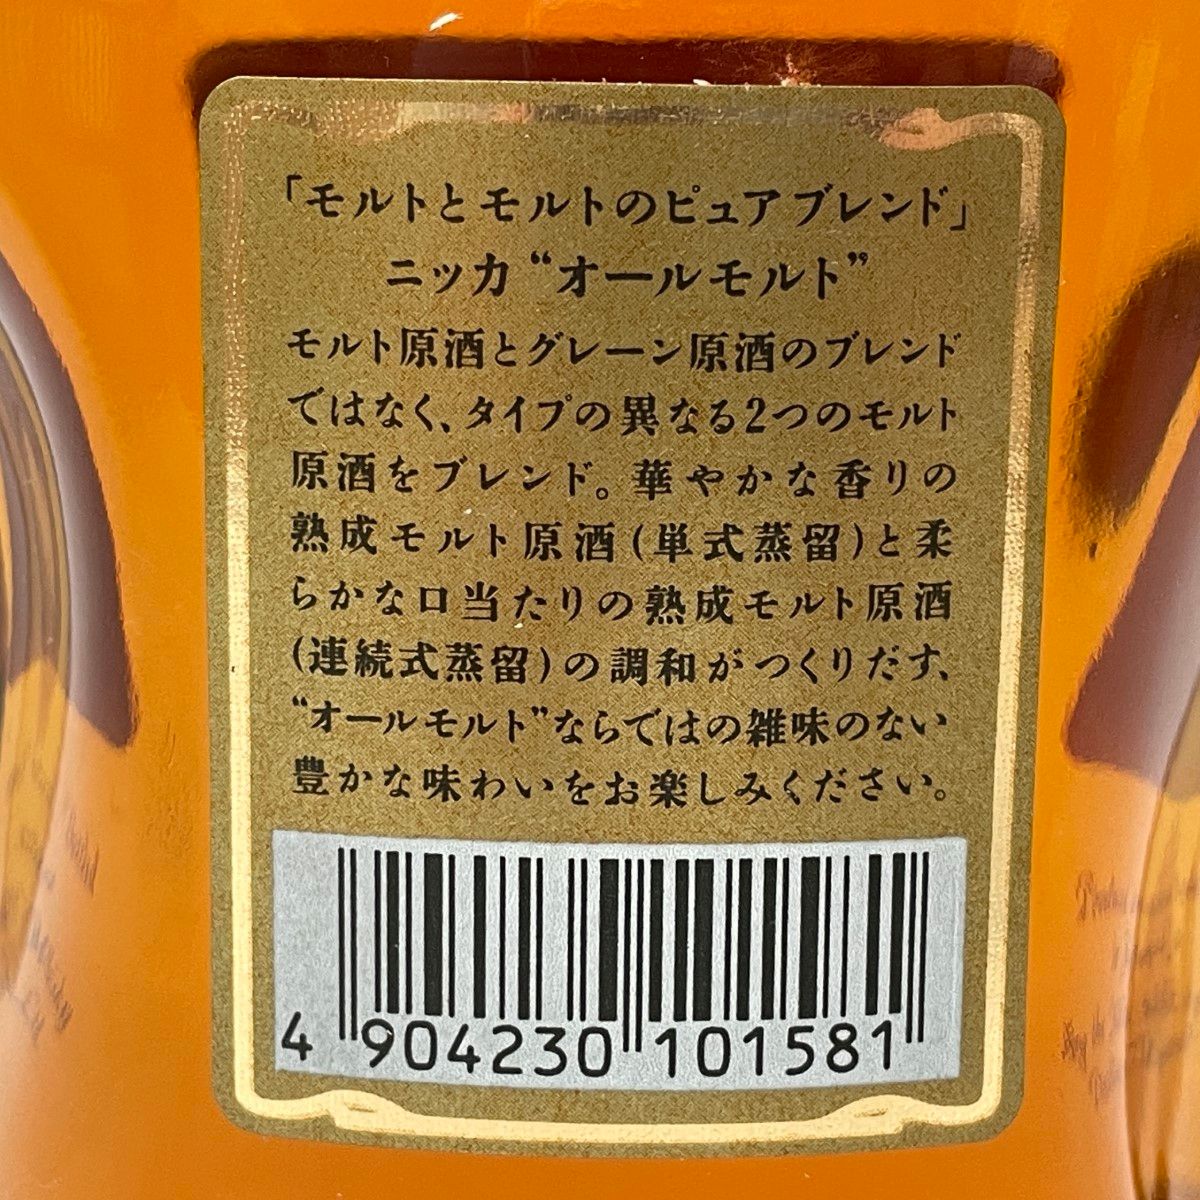 「モルトとモルトのピュアブレンド」
ニッカ“オールモルト”
モルト原酒とグレーン原酒のブレンド
ではなく、タイプの異なる2つのモルト
原酒をブレンド。華やかな香りの
熟成モルト原酒(単式蒸留)と柔
らかな口当たりの熟成モルト原酒
(連続式蒸留)の調和がつくりだす、
“オールモルト”ならではの雑味のない
豊かな味わいをお楽しみください。
4 904230 101581